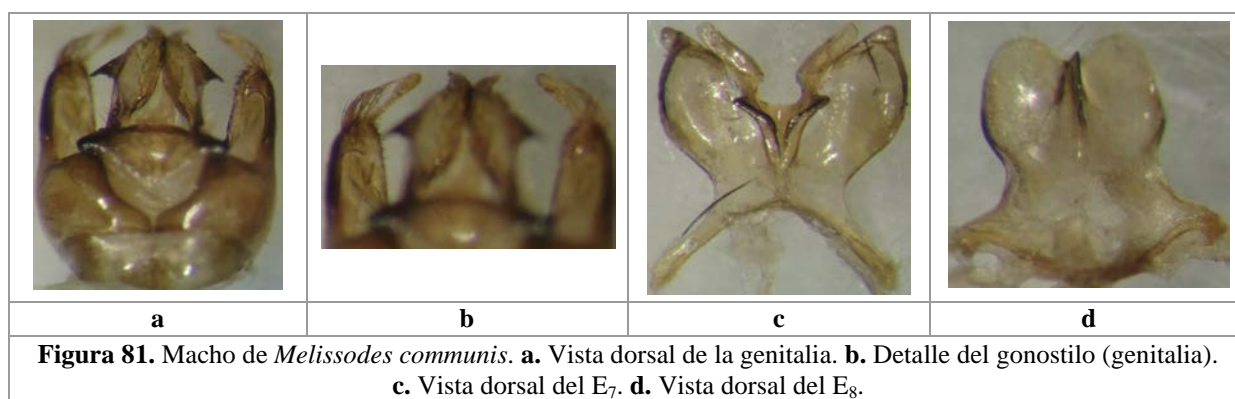 a b c d
Figura 81. Macho de Melissodes communis. a. Vista dorsal de la genitalia. b. Detalle del gonostilo (genitalia).
c. Vista dorsal del E₇. d. Vista dorsal del E₈.